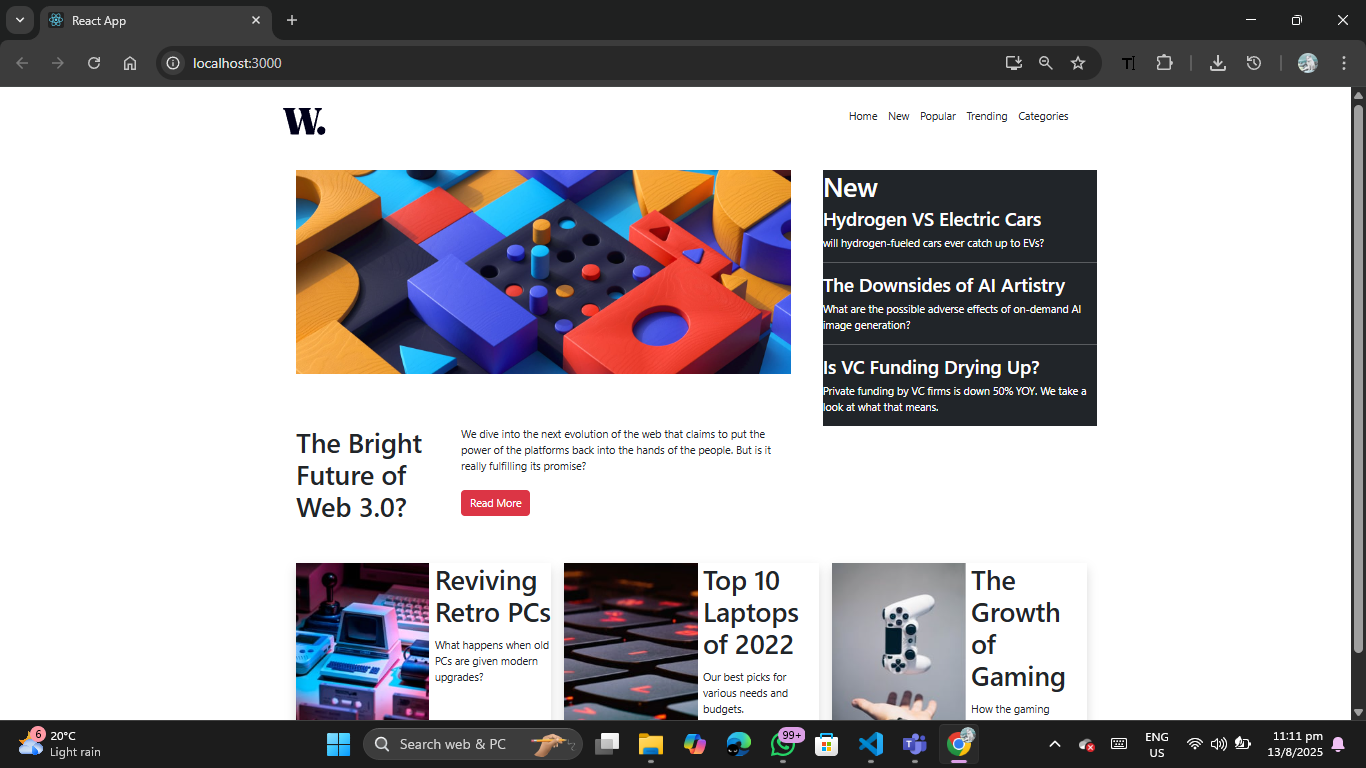 React App
localhost:3000
W.
Home New Popular Trending Categories
New
Hydrogen VS Electric Cars
will hydrogen-fueled cars ever catch up to EVs?
The Downsides of AI Artistry
What are the possible adverse effects of on-demand AI
image generation?
Is VC Funding Drying Up?
Private funding by VC firms is down 50% YOY. We take a
look at what that means.
The Bright
Future of
Web 3.0?
We dive into the next evolution of the web that claims to put the
power of the platforms back into the hands of the people. But is it
really fulfilling its promise?
Read More
Reviving
Retro PCs
What happens when old
PCs are given modern
upgrades?
Top 10
Laptops
of 2022
Our best picks for
various needs and
budgets.
The
Growth
of
Gaming
How the gaming
6
20°C
Light rain
Search web & PC
99+
ENG
US
11:11 pm
13/8/2025